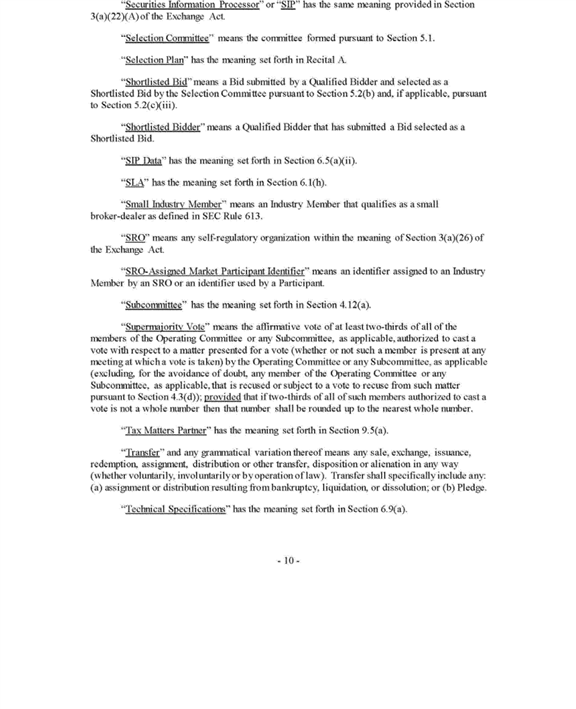 "Securities Information Processor" or "SIP" has the same meaning provided in Section
3(a)(22)(A) of the Exchange Act.
"Selection Committee" means the committee formed pursuant to Section 5.1.
"Selection Plan" has the meaning set forth in Recital A.
"Shortlisted Bid" means a Bid submitted by a Qualified Bidder and selected as a
Shortlisted Bid by the Selection Committee pursuant to Section 5.2(b) and, if applicable, pursuant
to Section 5.2(c)(iii).
"Shortlisted Bidder" means a Qualified Bidder that has submitted a Bid selected as a
Shortlisted Bid.
"SIP Data" has the meaning set forth in Section 6.5(a)(ii).
"SLA" has the meaning set forth in Section 6.1(h).
"Small Industry Member" means an Industry Member that qualifies as a small
broker-dealer as defined in SEC Rule 613.
"SRO" means any self-regulatory organization within the meaning of Section 3(a)(26) of
the Exchange Act.
"SRO-Assigned Market Participant Identifier" means an identifier assigned to an Industry
Member by an SRO or an identifier used by a Participant.
"Subcommittee" has the meaning set forth in Section 4.12(a).
"Supermajority Vote" means the affirmative vote of at least two-thirds of all of the
members of the Operating Committee or any Subcommittee, as applicable, authorized to cast a
vote with respect to a matter presented for a vote (whether or not such a member is present at any
meeting at which a vote is taken) by the Operating Committee or any Subcommittee, as applicable
(excluding, for the avoidance of doubt, any member of the Operating Committee or any
Subcommittee, as applicable, that is recused or subject to a vote to recuse from such matter
pursuant to Section 4.3(d)); provided that if two-thirds of all of such members authorized to cast a
vote is not a whole number then that number shall be rounded up to the nearest whole number.
"Tax Matters Partner" has the meaning set forth in Section 9.5(a).
"Transfer" and any grammatical variation thereof means any sale, exchange, issuance,
redemption, assignment, distribution or other transfer, disposition or alienation in any way
(whether voluntarily, involuntarily or by operation of law). Transfer shall specifically include any:
(a) assignment or distribution resulting from bankruptcy, liquidation, or dissolution; or (b) Pledge.
"Technical Specifications" has the meaning set forth in Section 6.9(a).
- 10 -